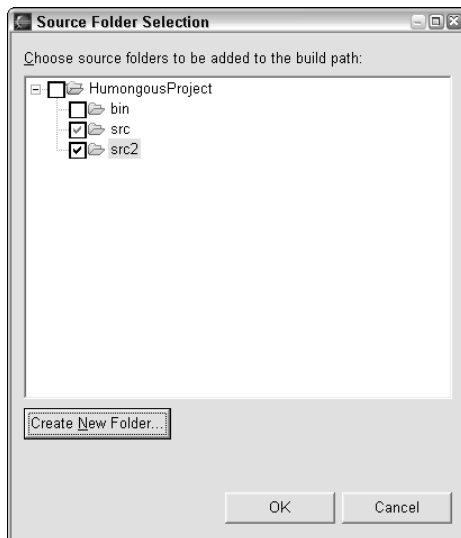 Source Folder Selection
Choose source folders to be added to the build path:
HumongousProject
bin
src
src2
Create New Folder...
OK Cancel